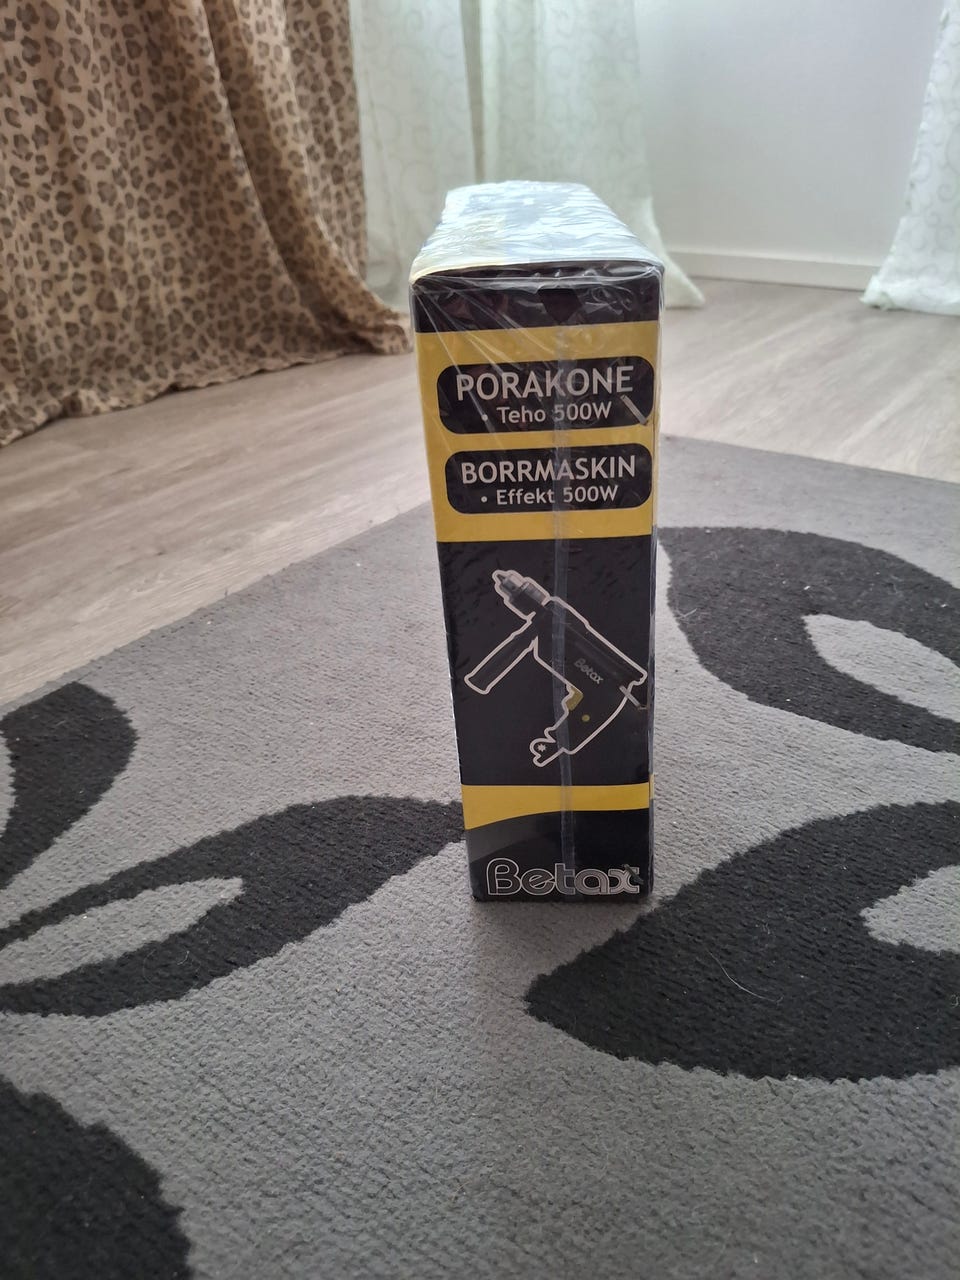 PORAKONE
• Teho 500W
BORRMASKIN
• Effekt 500W
Betax
Betax